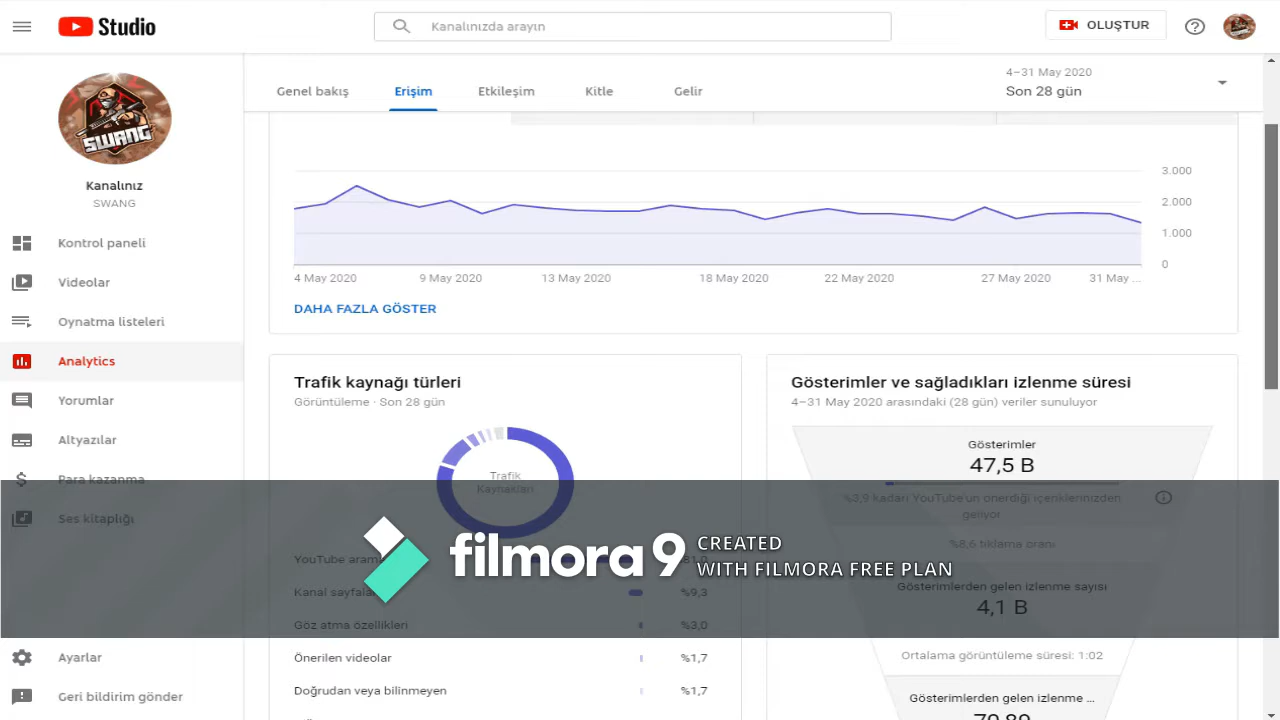 Studio
Kanalınızda arayın
OLUŞTUR
SWANG
Kanalınız
SWANG
Kontrol paneli
Videolar
Oynatma listeleri
Analytics
Yorumlar
Altyazılar
Para kazanma
Ses kitaplığı
Ayarlar
Geri bildirim gönder
Genel bakış
Erişim
Etkileşim
Kitle
Gelir
4–31 May 2020
Son 28 gün
3.000
2.000
1.000
0
4 May 2020
9 May 2020
13 May 2020
18 May 2020
22 May 2020
27 May 2020
31 May ...
DAHA FAZLA GÖSTER
Trafik kaynağı türleri
Görüntüleme · Son 28 gün
Trafik
Kaynakları
YouTube
Kanal
%9,3
Göz atma özellikleri
%3,0
Önerilen videolar
%1,7
Doğrudan veya bilinmeyen
%1,7
Gösterimler ve sağladıkları izlenme süresi
4–31 May 2020 arasındaki (28 gün) veriler sunuluyor
Gösterimler
47,5 B
%3,9 kadarı YouTube'un önerdiği içeriklerinizden
geliyor
%8,6 tıklama oranı
Gösterimlerden gelen izlenme sayısı
4,1 B
Ortalama görüntüleme süresi: 1:02
Gösterimlerden gelen izlenme ...
filmora 9
CREATED
WITH FILMORA FREE PLAN